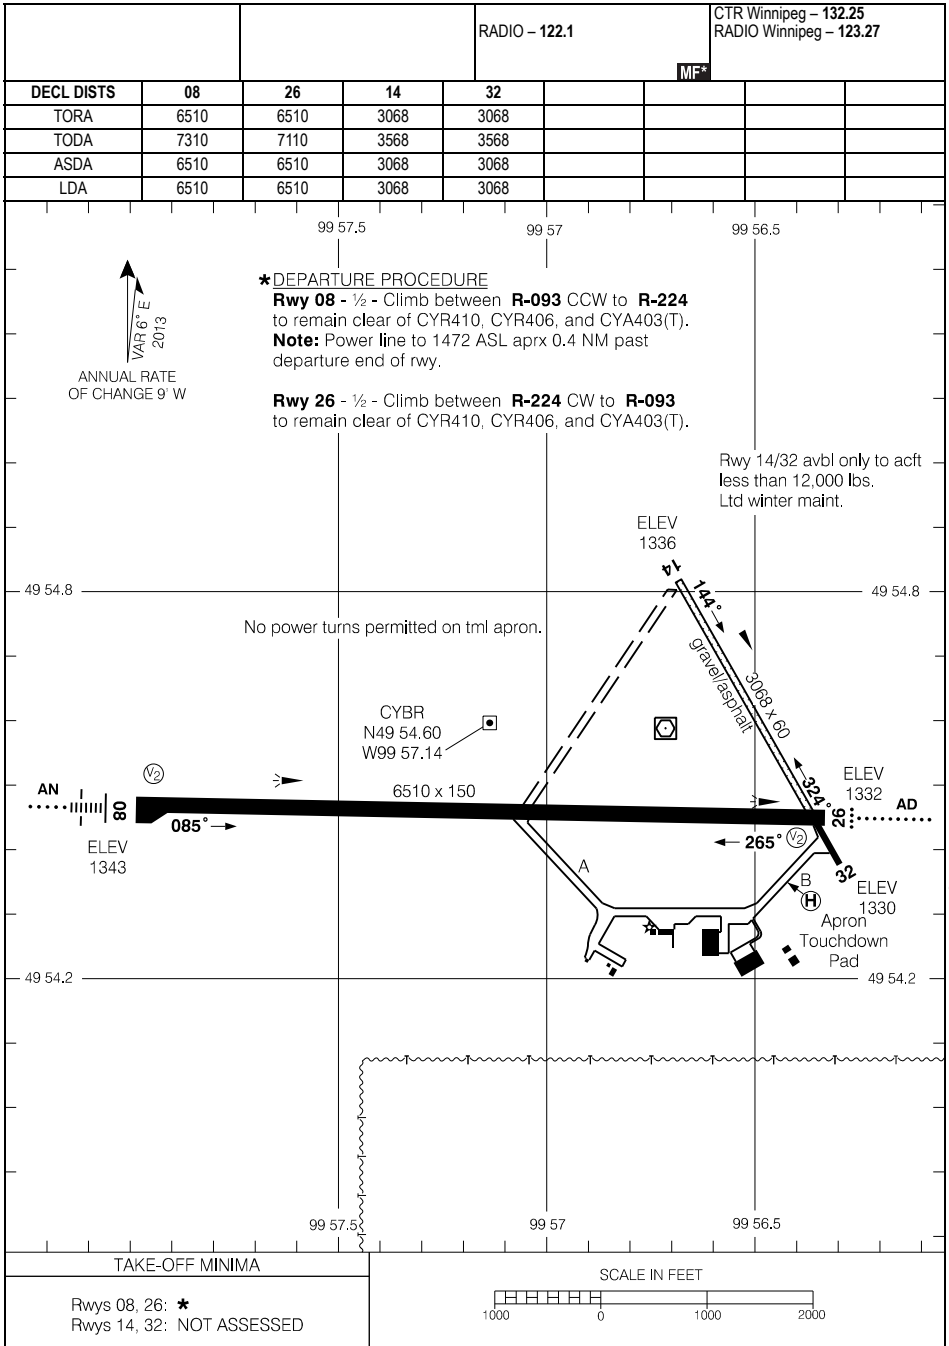 RADIO – 122.1
MF*
CTR Winnipeg – 132.25
RADIO Winnipeg – 123.27
DECL DISTS 08 26 14 32
TORA 6510 6510 3068 3068
TODA 7310 7110 3568 3568
ASDA 6510 6510 3068 3068
LDA 6510 6510 3068 3068
99 57.5 99 57 99 56.5
VAR 6° E
2013
ANNUAL RATE
OF CHANGE 9' W
* DEPARTURE PROCEDURE
Rwy 08 - ½ - Climb between R-093 CCW to R-224
to remain clear of CYR410, CYR406, and CYA403(T).
Note: Power line to 1472 ASL aprx 0.4 NM past
departure end of rwy.
Rwy 26 - ½ - Climb between R-224 CW to R-093
to remain clear of CYR410, CYR406, and CYA403(T).
Rwy 14/32 avbl only to acft
less than 12,000 lbs.
Ltd winter maint.
ELEV
1336
14
144°
49 54.8 49 54.8
No power turns permitted on tml apron.
gravel/asphalt
3068 x 60
CYBR
N49 54.60
W99 57.14
V2
AN
08
6510 x 150
324°
ELEV
1332
26
AD
085°
265°
V2
ELEV
1343
A
B
H
32
ELEV
1330
Apron
Touchdown
Pad
49 54.2 49 54.2
99 57.5 99 57 99 56.5
TAKE-OFF MINIMA
Rwys 08, 26: *
Rwys 14, 32: NOT ASSESSED
SCALE IN FEET
1000 0 1000 2000